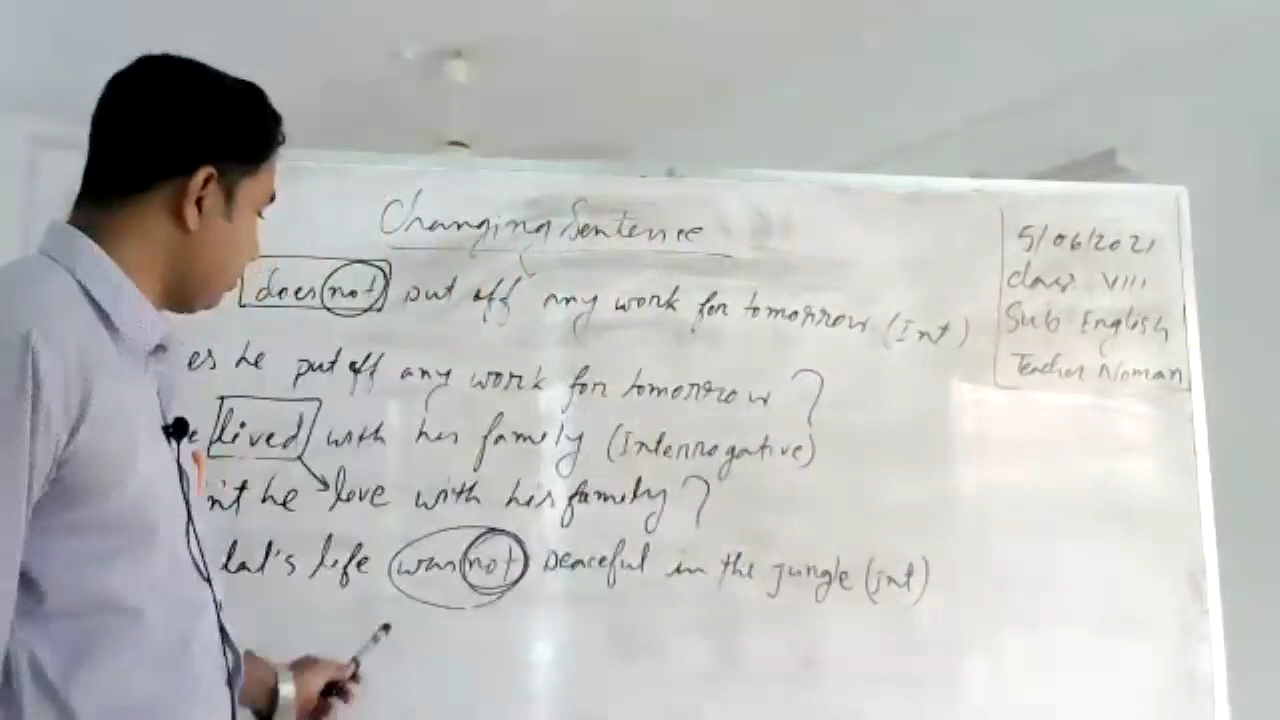 Changing Sentence
does not put off any work for tomorrow (Int)
es he put off any work for tomorrow ?
e lived with his family (Interrogative)
n't he love with his family ?
lal's life was not peaceful in the jungle (int)
5/06/2021
class VIII
Sub English
Teacher Noman